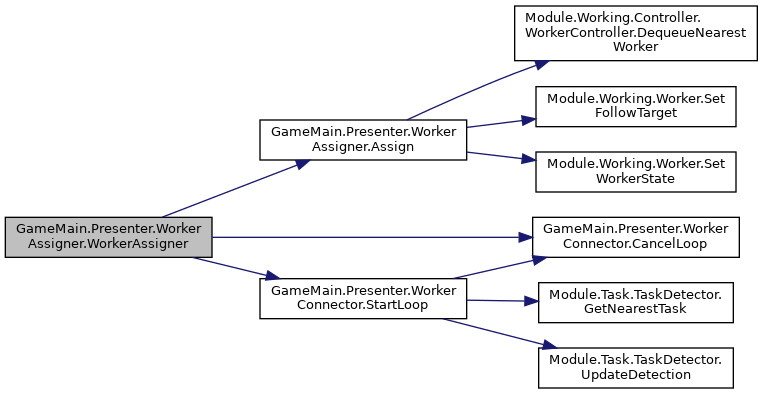 Module.Working.Controller.
WorkerController.DequeueNearest
Worker
GameMain.Presenter.Worker
Assigner.Assign
Module.Working.Worker.Set
FollowTarget
Module.Working.Worker.Set
WorkerState
GameMain.Presenter.Worker
Assigner.WorkerAssigner
GameMain.Presenter.Worker
Connector.CancelLoop
GameMain.Presenter.Worker
Connector.StartLoop
Module.Task.TaskDetector.
GetNearestTask
Module.Task.TaskDetector.
UpdateDetection